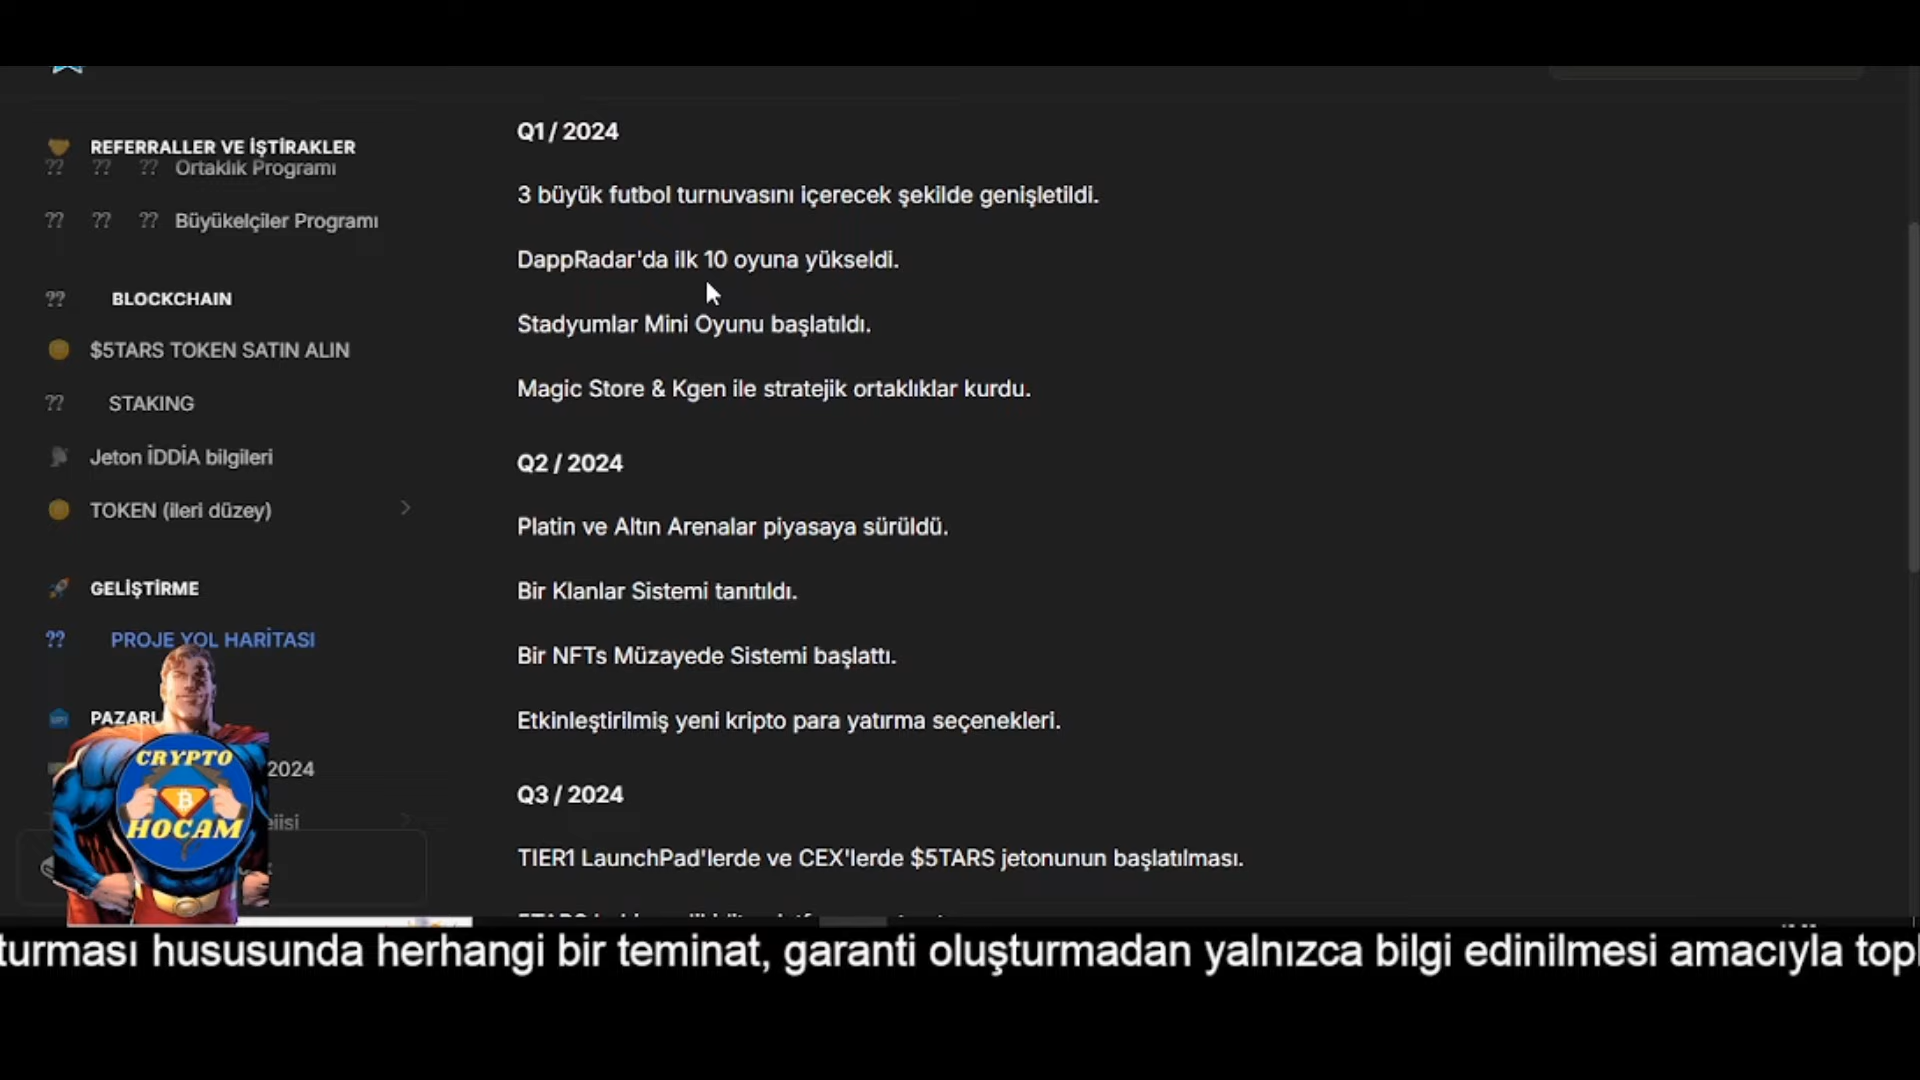 REFERRALLER VE İŞTİRAKLER
?? ?? ?? Ortaklık Programı
?? ?? ?? Büyükelçiler Programı
?? BLOCKCHAIN
$5TARS TOKEN SATIN ALIN
?? STAKING
Jeton İDDİA bilgileri
TOKEN (ileri düzey)
GELİŞTİRME
?? PROJE YOL HARİTASI
2024
CRYPTO
HOCAM
Q1 / 2024
3 büyük futbol turnuvasını içerecek şekilde genişletildi.
DappRadar'da ilk 10 oyuna yükseldi.
Stadyumlar Mini Oyunu başlatıldı.
Magic Store & Kgen ile stratejik ortaklıklar kurdu.
Q2 / 2024
Platin ve Altın Arenalar piyasaya sürüldü.
Bir Klanlar Sistemi tanıtıldı.
Bir NFTs Müzayede Sistemi başlattı.
Etkinleştirilmiş yeni kripto para yatırma seçenekleri.
Q3 / 2024
TIER1 LaunchPad'lerde ve CEX'lerde $5TARS jetonunun başlatılması.
turması hususunda herhangi bir teminat, garanti oluşturmadan yalnızca bilgi edinilmesi amacıyla